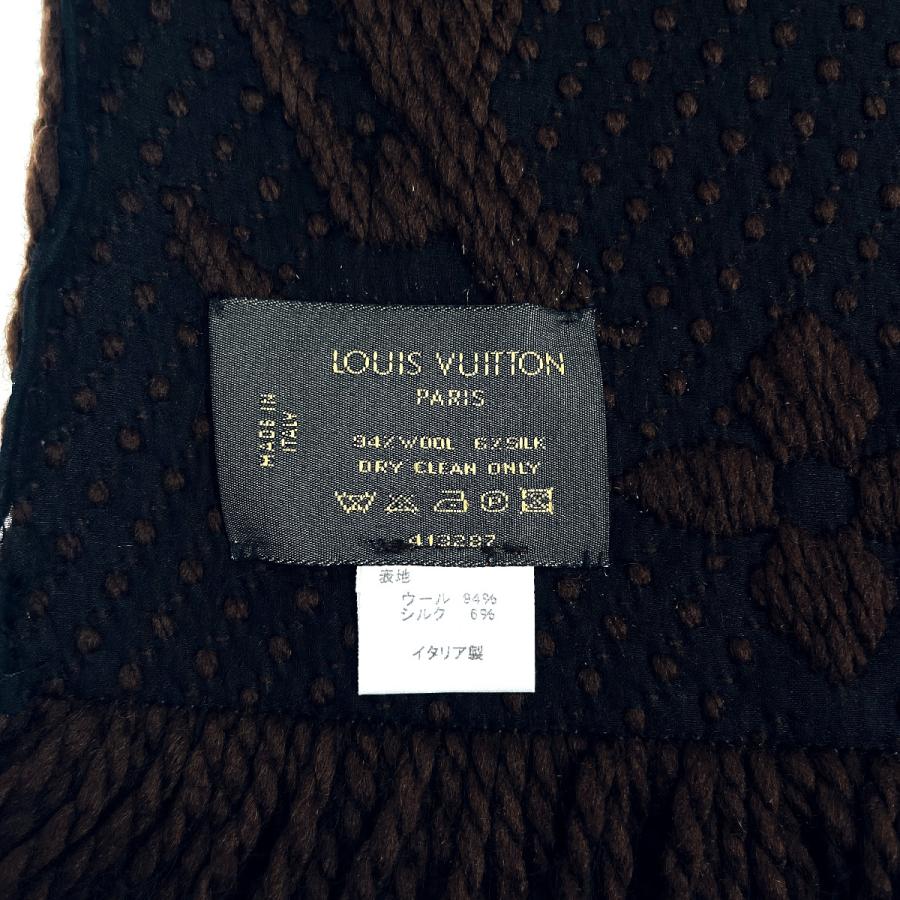 LOUIS VUITTON
PARIS
MADE IN
ITALY
94% WOOL 6% SILK
DRY CLEAN ONLY
413287
表地
ウール 94%
シルク 6%
イタリア製